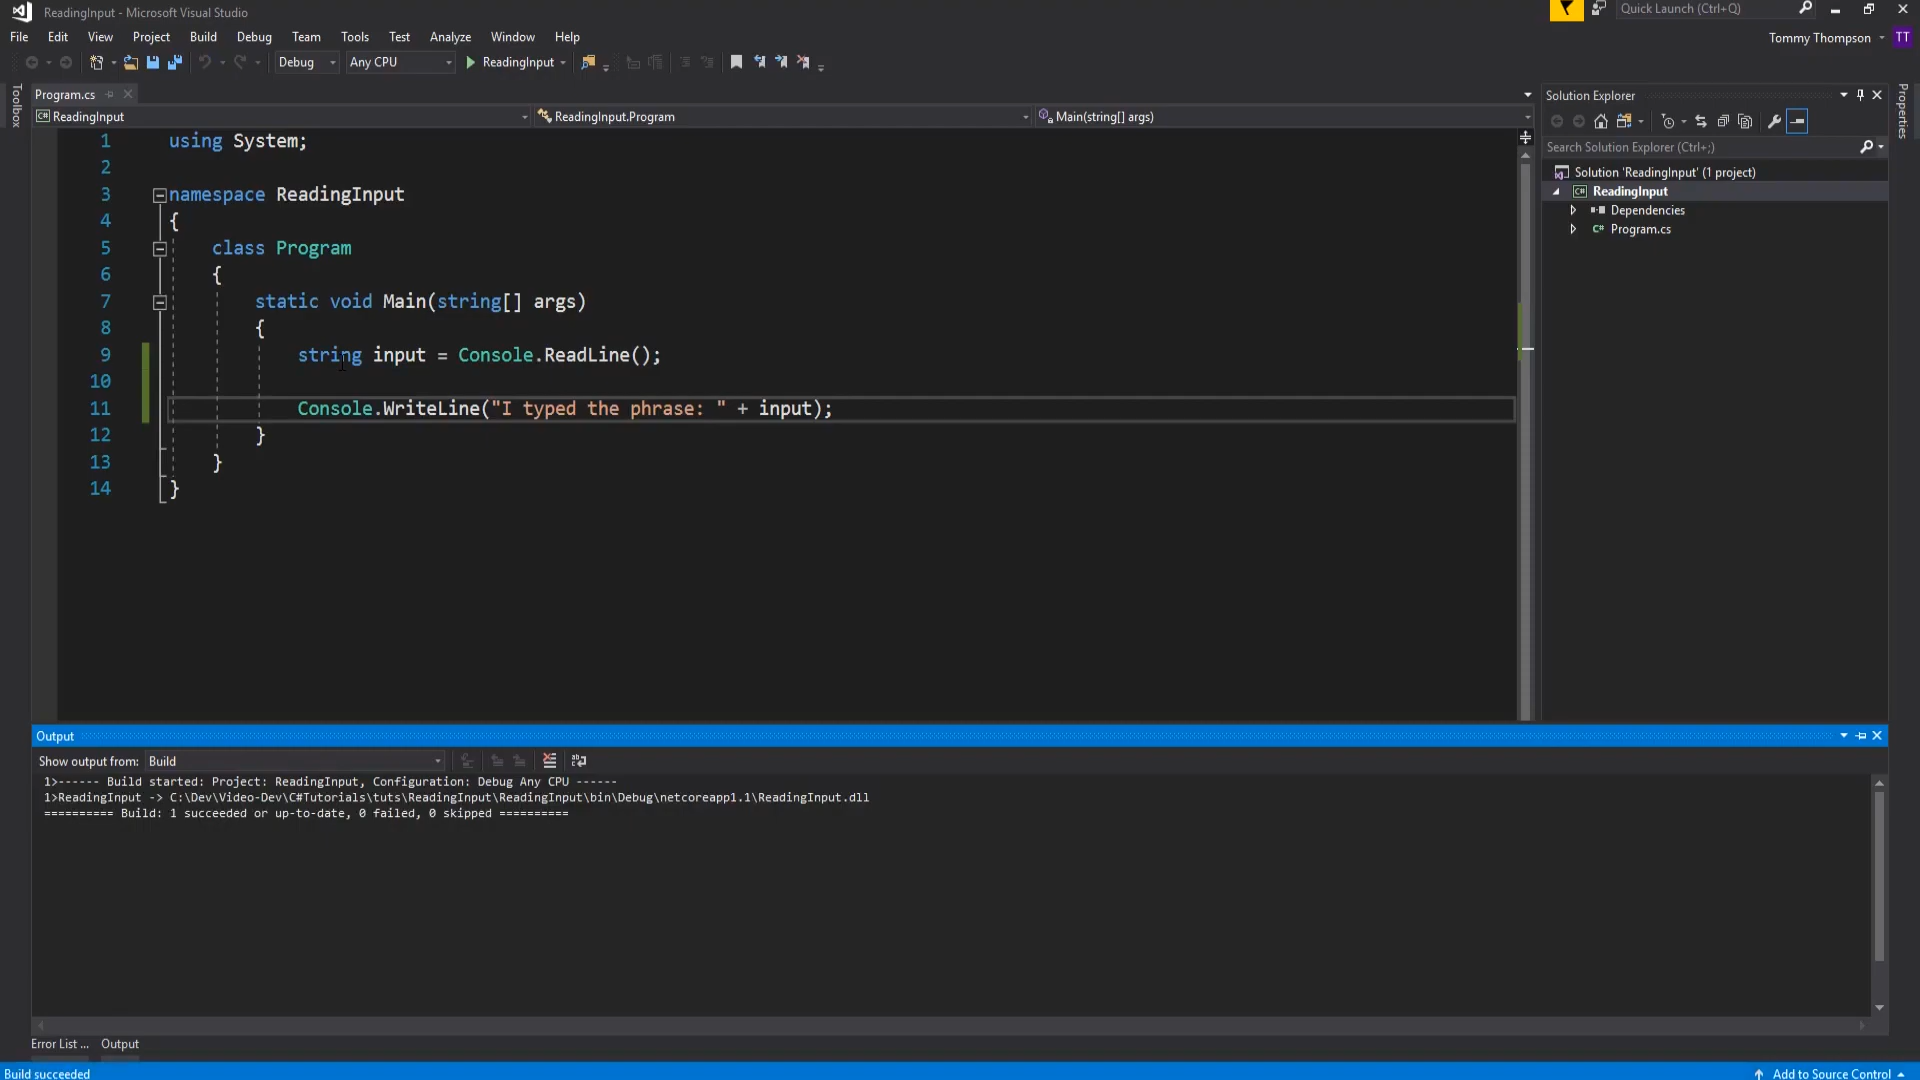 ReadingInput - Microsoft Visual Studio
Quick Launch (Ctrl+Q)
File Edit View Project Build Debug Team Tools Test Analyze Window Help
Tommy Thompson TT
Debug Any CPU ReadingInput
Toolbox
Program.cs
Solution Explorer
Properties
ReadingInput ReadingInput.Program Main(string[] args)
Search Solution Explorer (Ctrl+;)
Solution 'ReadingInput' (1 project)
ReadingInput
Dependencies
Program.cs
1 using System;
2
3 namespace ReadingInput
4 {
5 class Program
6 {
7 static void Main(string[] args)
8 {
9 string input = Console.ReadLine();
10
11 Console.WriteLine("I typed the phrase: " + input);
12 }
13 }
14 }
Output
Show output from: Build
1>------ Build started: Project: ReadingInput, Configuration: Debug Any CPU ------
1>ReadingInput -> C:\Dev\Video-Dev\C#Tutorials\tuts\ReadingInput\ReadingInput\bin\Debug\netcoreapp1.1\ReadingInput.dll
========== Build: 1 succeeded or up-to-date, 0 failed, 0 skipped ==========
Error List ... Output
Build succeeded
Add to Source Control